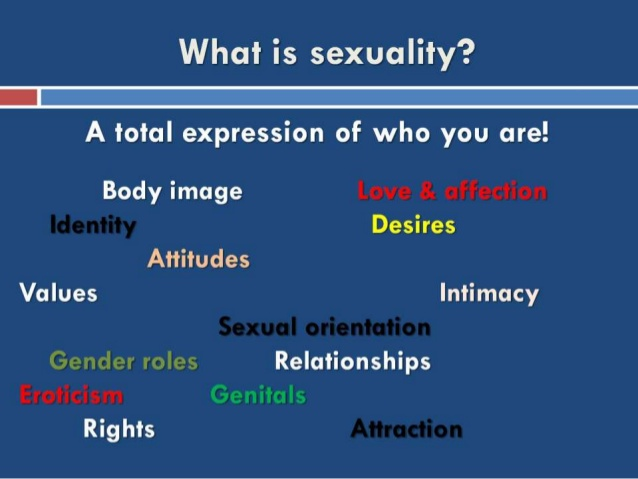 What is sexuality?
A total expression of who you are!
Body image Love & affection
Identity Desires
Attitudes
Values Intimacy
Sexual orientation
Gender roles Relationships
Eroticism Genitals
Rights Attraction